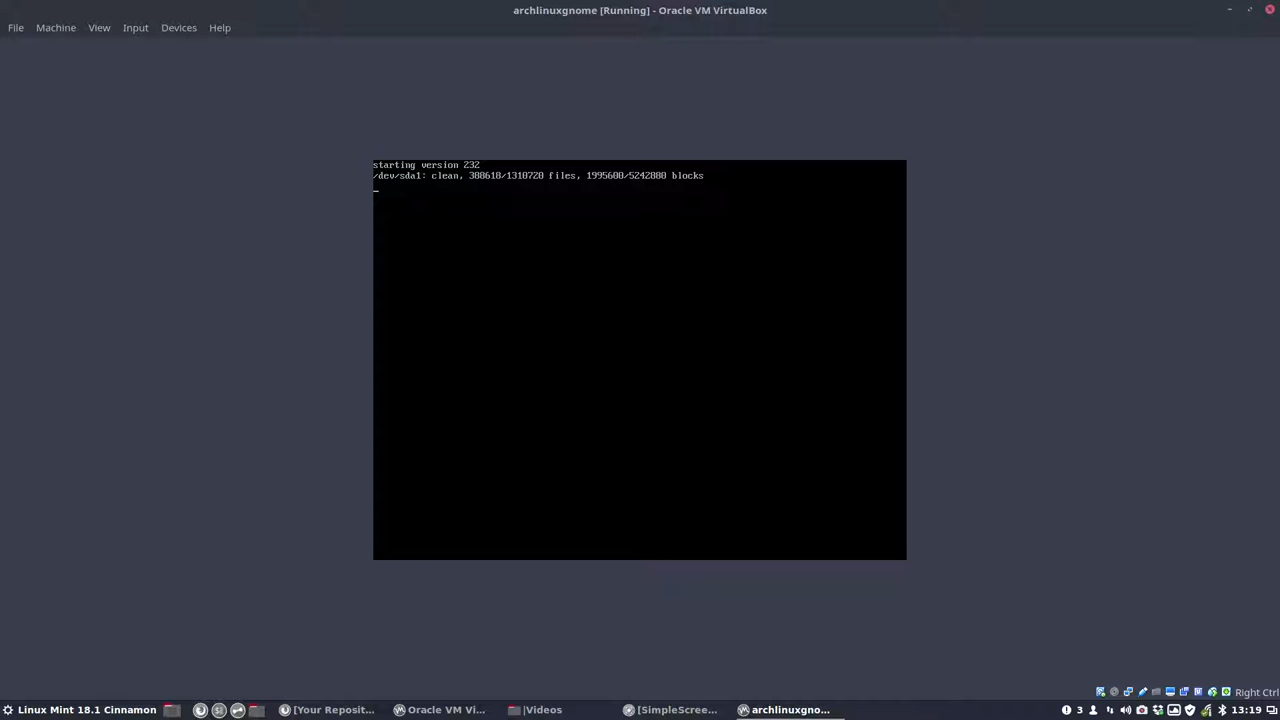 archlinuxgnome [Running] - Oracle VM VirtualBox
File Machine View Input Devices Help
starting version 232
/dev/sda1: clean, 388618/1310720 files, 1995600/5242880 blocks
_
Right Ctrl
Linux Mint 18.1 Cinnamon [Your Reposit... Oracle VM Vi... |Videos [SimpleScree... archlinuxgno... 3 13:19